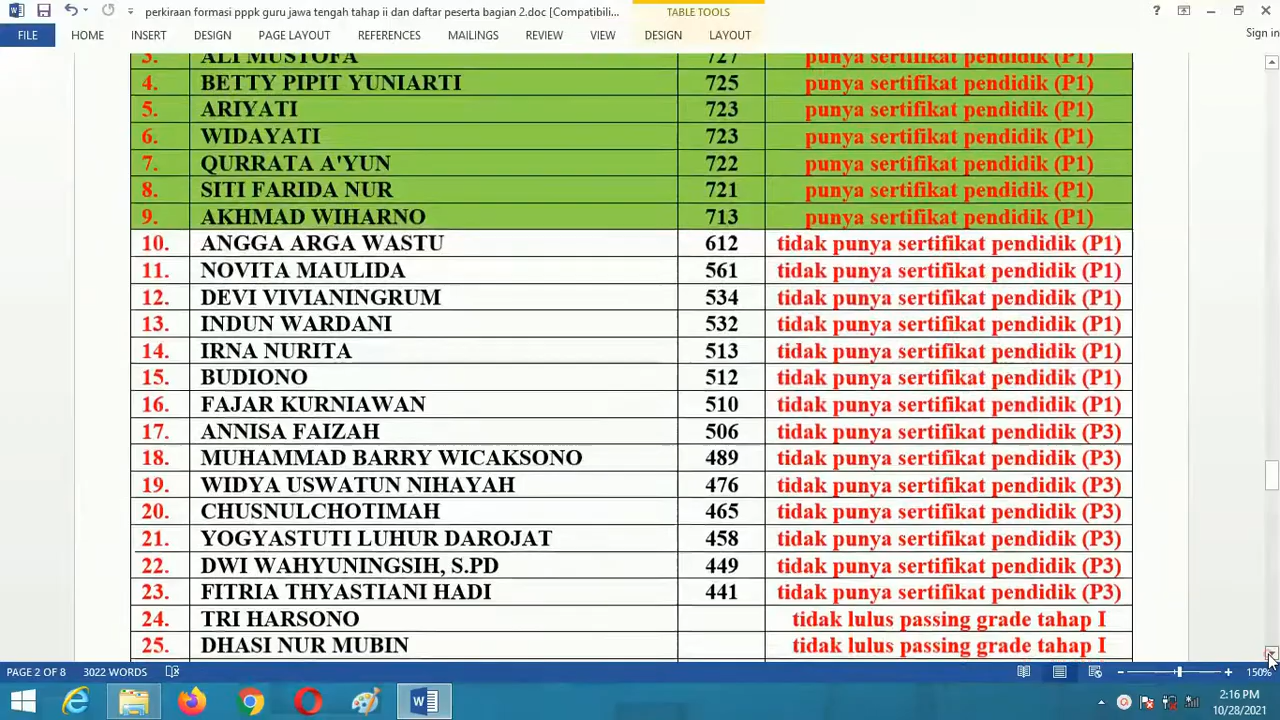 perkiraan formasi pppk guru jawa tengah tahap ii dan daftar peserta bagian 2.doc [Compatibili...
TABLE TOOLS
?
FILE HOME INSERT DESIGN PAGE LAYOUT REFERENCES MAILINGS REVIEW VIEW DESIGN LAYOUT Sign in
3. ALI MUSTOFA 727 punya sertifikat pendidik (P1)
4. BETTY PIPIT YUNIARTI 725 punya sertifikat pendidik (P1)
5. ARIYATI 723 punya sertifikat pendidik (P1)
6. WIDAYATI 723 punya sertifikat pendidik (P1)
7. QURRATA A'YUN 722 punya sertifikat pendidik (P1)
8. SITI FARIDA NUR 721 punya sertifikat pendidik (P1)
9. AKHMAD WIHARNO 713 punya sertifikat pendidik (P1)
10. ANGGA ARGA WASTU 612 tidak punya sertifikat pendidik (P1)
11. NOVITA MAULIDA 561 tidak punya sertifikat pendidik (P1)
12. DEVI VIVIANINGRUM 534 tidak punya sertifikat pendidik (P1)
13. INDUN WARDANI 532 tidak punya sertifikat pendidik (P1)
14. IRNA NURITA 513 tidak punya sertifikat pendidik (P1)
15. BUDIONO 512 tidak punya sertifikat pendidik (P1)
16. FAJAR KURNIAWAN 510 tidak punya sertifikat pendidik (P1)
17. ANNISA FAIZAH 506 tidak punya sertifikat pendidik (P3)
18. MUHAMMAD BARRY WICAKSONO 489 tidak punya sertifikat pendidik (P3)
19. WIDYA USWATUN NIHAYAH 476 tidak punya sertifikat pendidik (P3)
20. CHUSNULCHOTIMAH 465 tidak punya sertifikat pendidik (P3)
21. YOGYASTUTI LUHUR DAROJAT 458 tidak punya sertifikat pendidik (P3)
22. DWI WAHYUNINGSIH, S.PD 449 tidak punya sertifikat pendidik (P3)
23. FITRIA THYASTIANI HADI 441 tidak punya sertifikat pendidik (P3)
24. TRI HARSONO tidak lulus passing grade tahap I
25. DHASI NUR MUBIN tidak lulus passing grade tahap I
PAGE 2 OF 8 3022 WORDS 150%
2:16 PM
10/28/2021